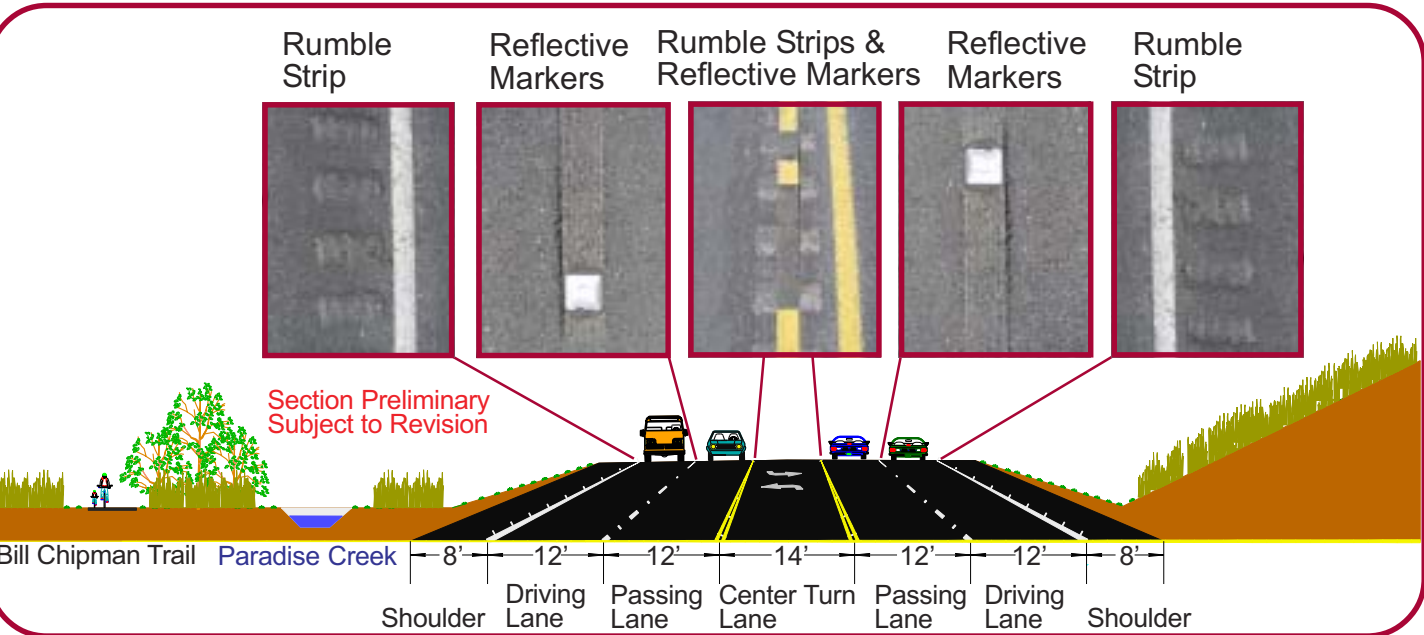 Rumble
Strip
Reflective
Markers
Rumble Strips &
Reflective Markers
Reflective
Markers
Rumble
Strip
Section Preliminary
Subject to Revision
Bill Chipman Trail
Paradise Creek
8’
12’
12’
14’
12’
12’
8’
Shoulder
Driving
Lane
Passing
Lane
Center Turn
Lane
Passing
Lane
Driving
Lane
Shoulder